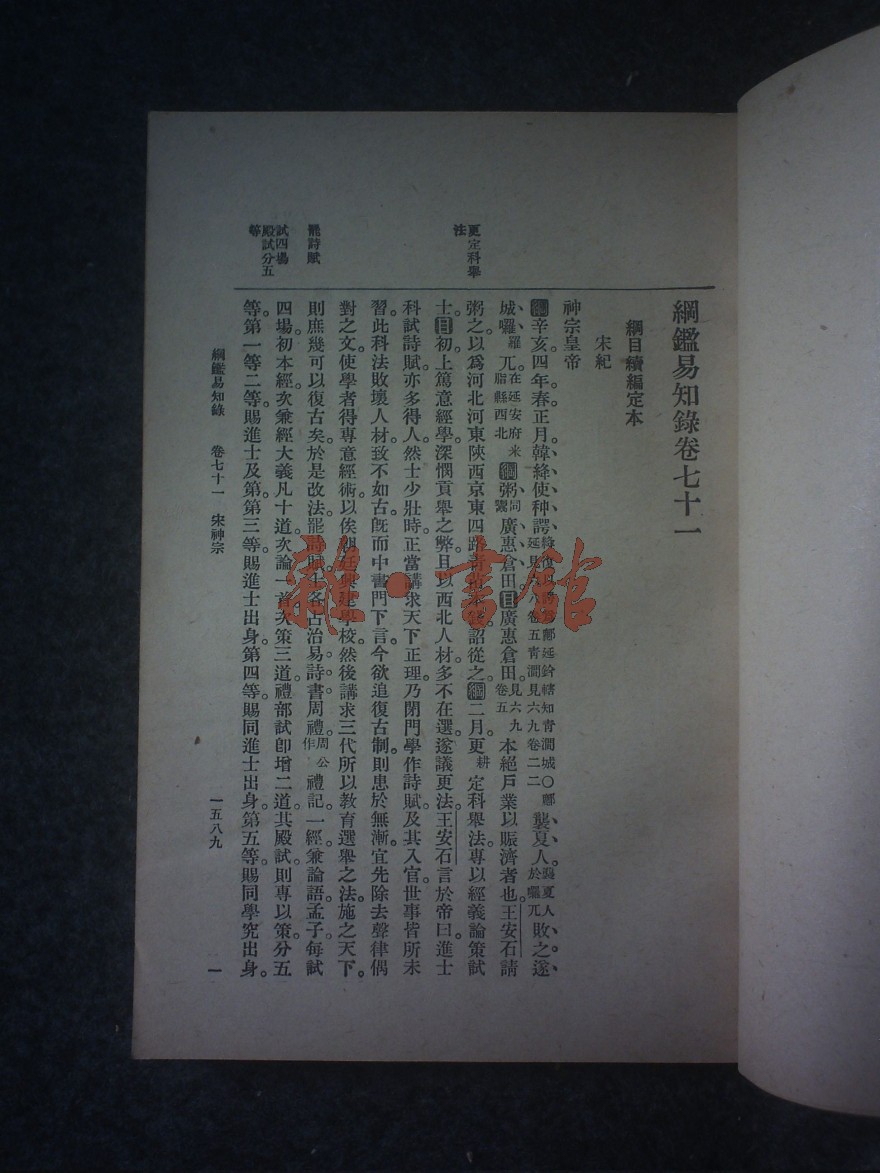 綱鑑易知錄卷七十一
綱目續編定本
宋紀
神宗皇帝
綱辛亥四年。春正月。韓絳使种諤襲夏人。襲夏人於囉兀敗之。遂
城囉羅兀。在延安府米脂縣西北綱粥同鬻廣惠倉田。目廣惠倉田。見六九卷五本絕戶業。以賑濟者也。王安石請
粥之。以爲河北河東陝西京東四路詔從之。綱二月。更耕定科舉法。專以經義論策試
士。目初上篤意經學。深憫貢舉之弊。且以西北人材多不在選。遂議更法。王安石言於帝曰。進士
科試詩賦。亦多得人。然士少壯時。正當講求天下正理。乃閉門學作詩賦。及其入官。世事皆所未
習。此科法敗壞人材。致不如古。旣而中書門下言。今欲追復古制。則患於無漸。宜先除去聲律偶
對之文。使學者得專意經術。以俟朝廷興建學校。然後講求三代所以教育選舉之法。施之天下。
則庶幾可以復古矣。於是改法。罷詩賦。士各占治易詩書周禮。周公作禮記一經。兼論語孟子。每試
四場。初本經。次兼經大義。凡十道。次論一首。次策三道。禮部試卽增二道。其殿試則專以策。分五
等。第一等二等賜進士及第。第三等賜進士出身。第四等賜同進士出身。第五等賜同學究出身。
更定科舉法
罷詩賦
試四場
殿試分五等
綱鑑易知錄 卷七十一 宋神宗
一五八九
一
雜·書館